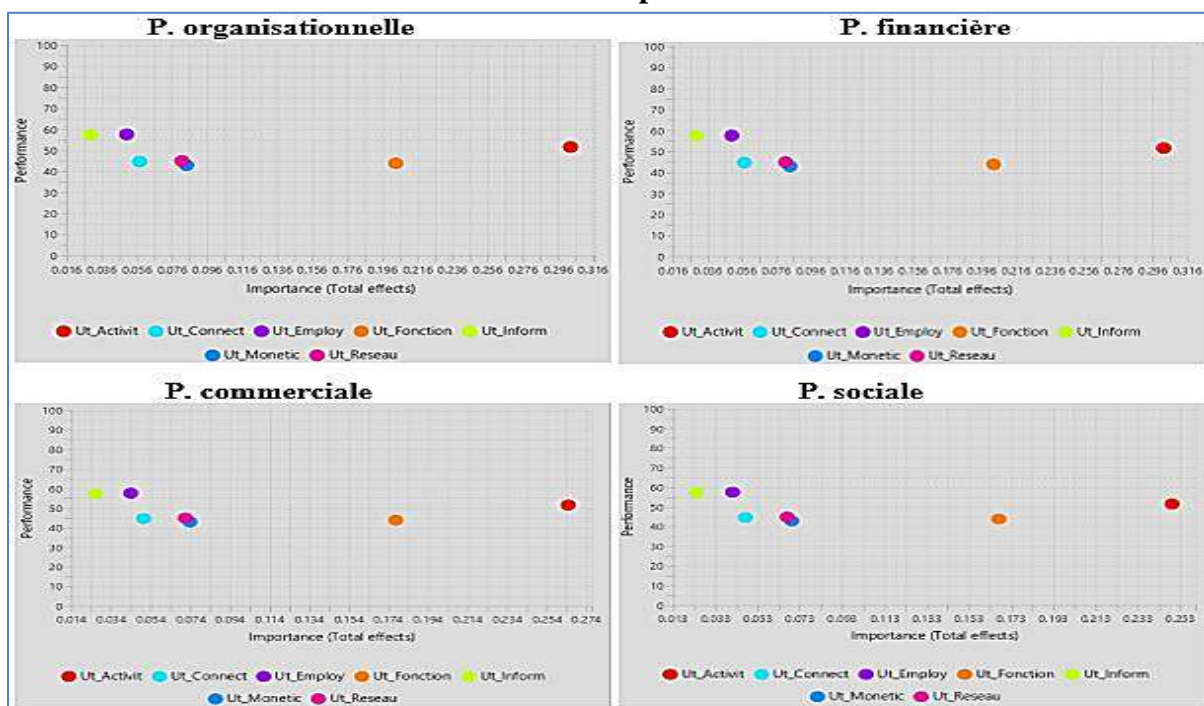 P. organisationnelle
P. financière
100
90
80
70
60
50
40
30
20
10
0
Performance
0.016 0.036 0.056 0.076 0.096 0.116 0.136 0.156 0.176 0.196 0.216 0.236 0.256 0.276 0.296 0.316
Importance (Total effects)
Ut_Activit Ut_Connect Ut_Employ Ut_Fonction Ut_Inform
Ut_Monetic Ut_Reseau
100
90
80
70
60
50
40
30
20
10
0
Performance
0.016 0.036 0.056 0.076 0.096 0.116 0.136 0.156 0.176 0.196 0.216 0.236 0.256 0.276 0.296 0.316
Importance (Total effects)
Ut_Activit Ut_Connect Ut_Employ Ut_Fonction Ut_Inform
Ut_Monetic Ut_Reseau
P. commerciale
P. sociale
100
90
80
70
60
50
40
30
20
10
0
Performance
0.014 0.034 0.054 0.074 0.094 0.114 0.134 0.154 0.174 0.194 0.214 0.234 0.254 0.274
Importance (Total effects)
Ut_Activit Ut_Connect Ut_Employ Ut_Fonction Ut_Inform
Ut_Monetic Ut_Reseau
100
90
80
70
60
50
40
30
20
10
0
Performance
0.013 0.033 0.053 0.073 0.093 0.113 0.133 0.153 0.173 0.193 0.213 0.233 0.253
Importance (Total effects)
Ut_Activit Ut_Connect Ut_Employ Ut_Fonction Ut_Inform
Ut_Monetic Ut_Reseau